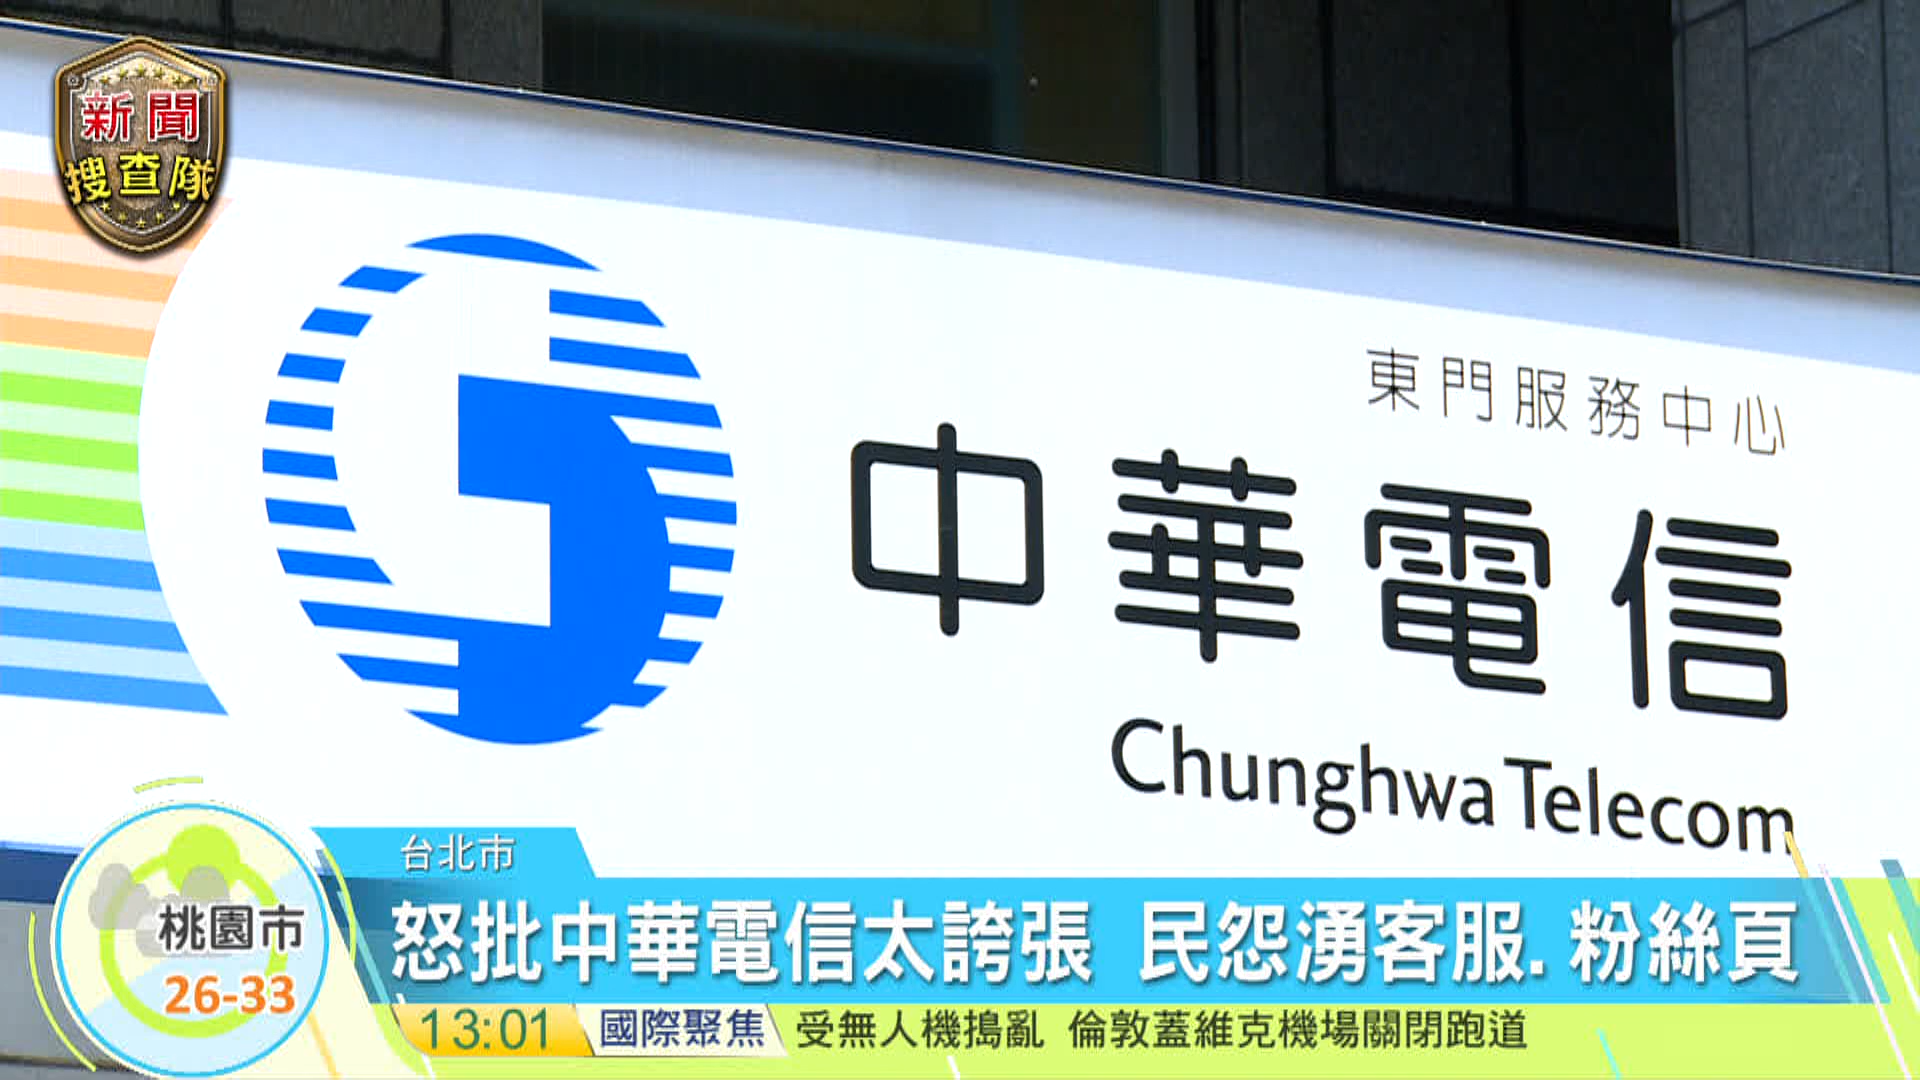 新聞
搜查隊
東門服務中心
中華電信
Chunghwa Telecom
台北市
怒批中華電信太誇張 民怨湧客服.粉絲頁
桃園市
26-33
13:01 國際聚焦 受無人機搗亂 倫敦蓋維克機場關閉跑道